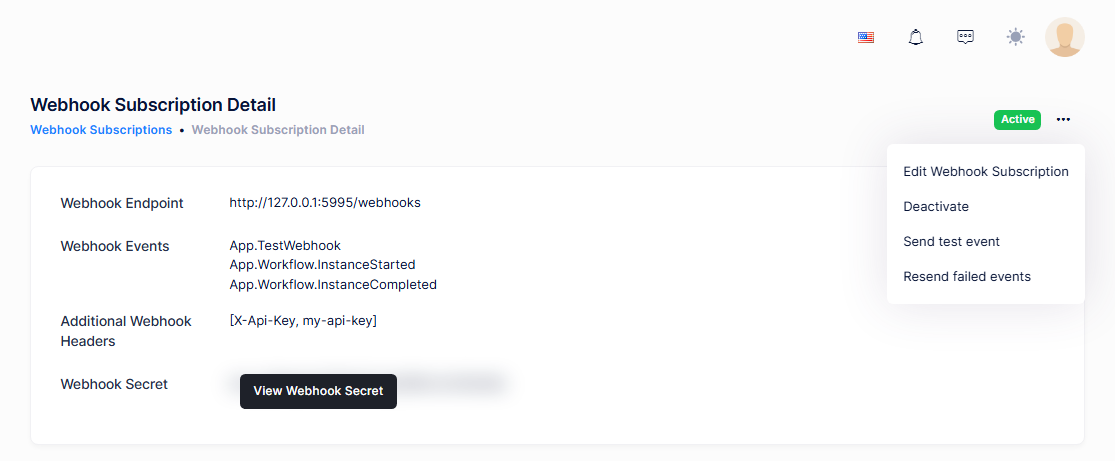 Webhook Subscription Detail
Webhook Subscriptions • Webhook Subscription Detail
Active
Edit Webhook Subscription
Deactivate
Send test event
Resend failed events
Webhook Endpoint http://127.0.0.1:5995/webhooks
Webhook Events App.TestWebhook
App.Workflow.InstanceStarted
App.Workflow.InstanceCompleted
Additional Webhook Headers [X-Api-Key, my-api-key]
Webhook Secret View Webhook Secret